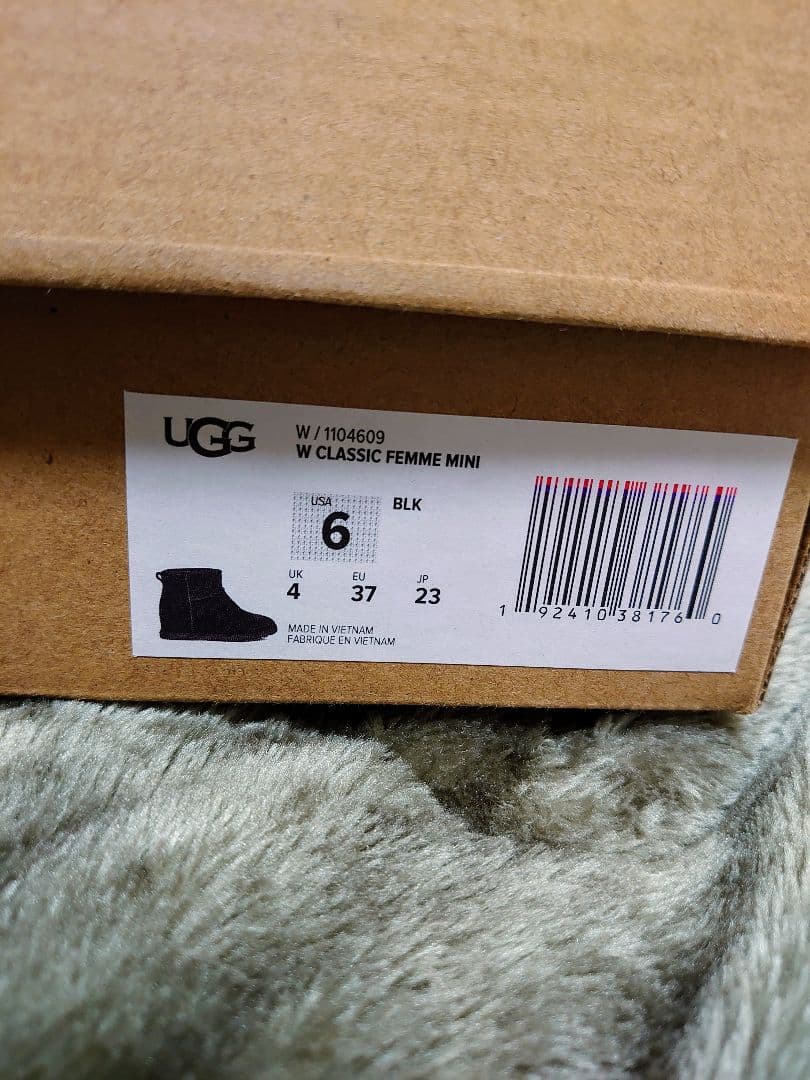 UGG
W / 1104609
W CLASSIC FEMME MINI
USA
6
BLK
UK
4
EU
37
JP
23
MADE IN VIETNAM
FABRIQUE EN VIETNAM
1 92410 38176 0